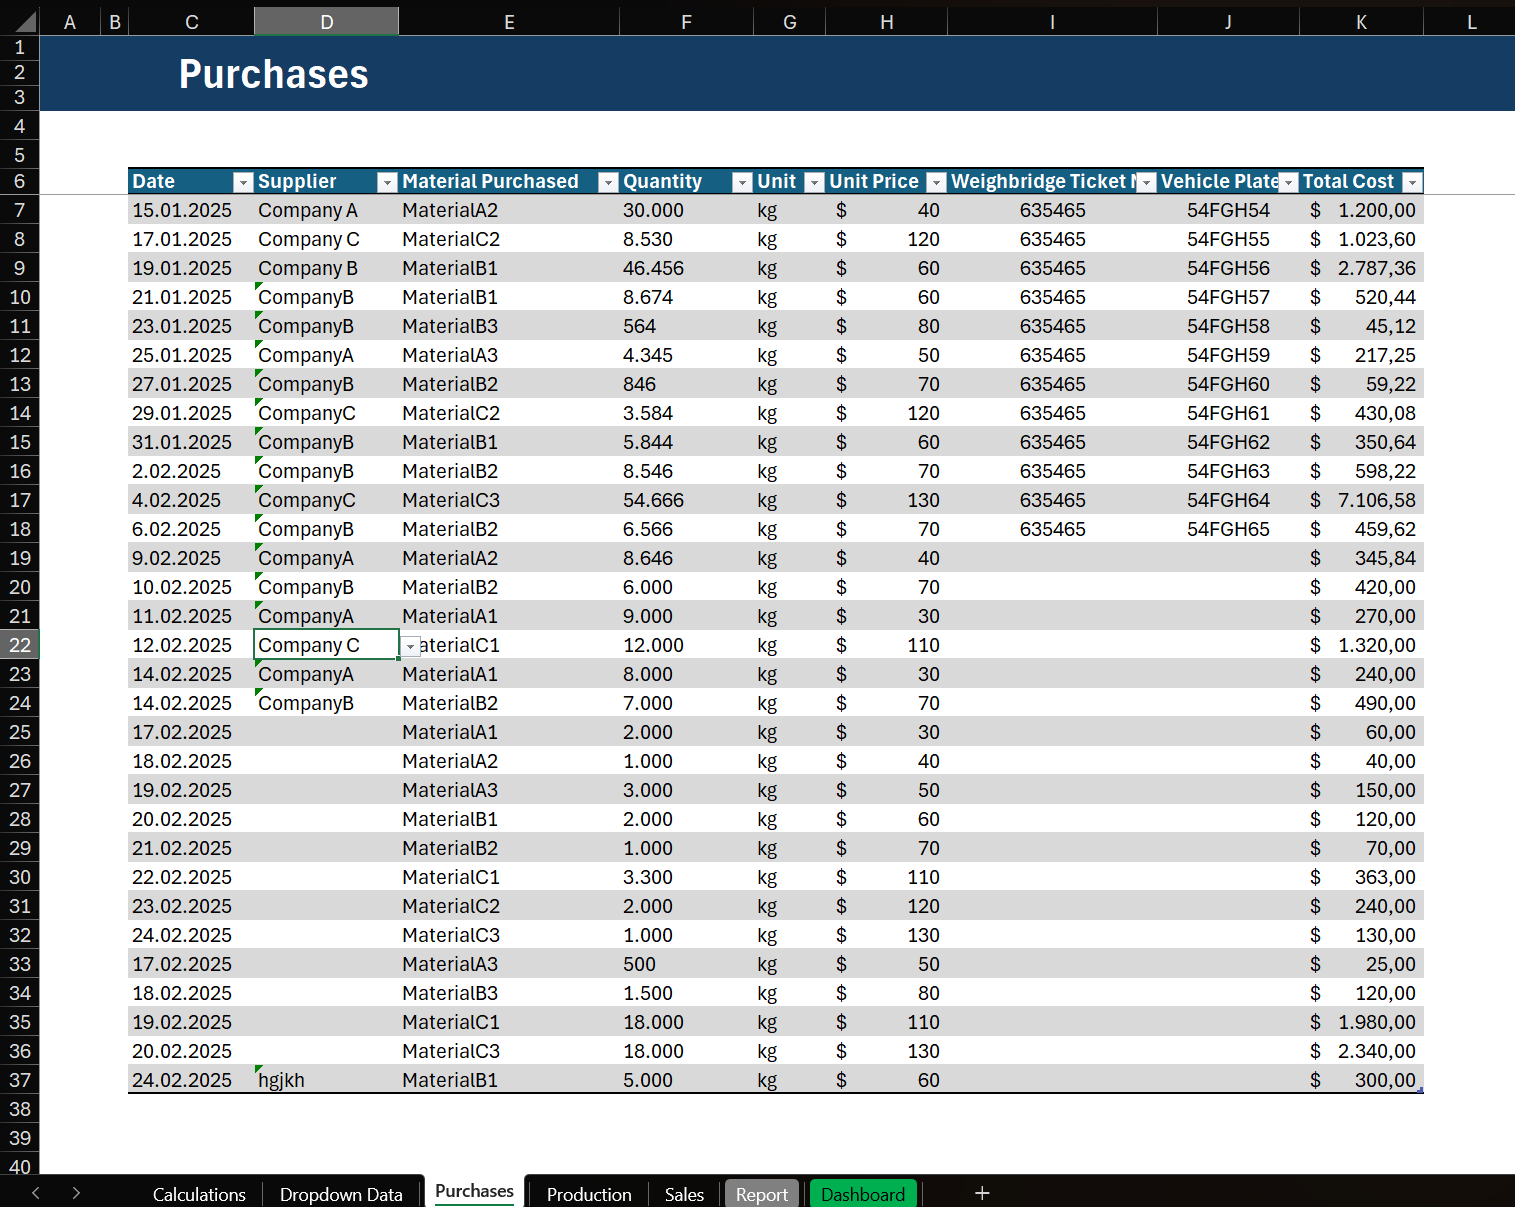 A B C D E F G H I J K L
1
2 Purchases
3
4
5
6 Date Supplier Material Purchased Quantity Unit Unit Price Weighbridge Ticket Vehicle Plate Total Cost
7 15.01.2025 Company A MaterialA2 30.000 kg $ 40 635465 54FGH54 $ 1.200,00
8 17.01.2025 Company C MaterialC2 8.530 kg $ 120 635465 54FGH55 $ 1.023,60
9 19.01.2025 Company B MaterialB1 46.456 kg $ 60 635465 54FGH56 $ 2.787,36
10 21.01.2025 CompanyB MaterialB1 8.674 kg $ 60 635465 54FGH57 $ 520,44
11 23.01.2025 CompanyB MaterialB3 564 kg $ 80 635465 54FGH58 $ 45,12
12 25.01.2025 CompanyA MaterialA3 4.345 kg $ 50 635465 54FGH59 $ 217,25
13 27.01.2025 CompanyB MaterialB2 846 kg $ 70 635465 54FGH60 $ 59,22
14 29.01.2025 CompanyC MaterialC2 3.584 kg $ 120 635465 54FGH61 $ 430,08
15 31.01.2025 CompanyB MaterialB1 5.844 kg $ 60 635465 54FGH62 $ 350,64
16 2.02.2025 CompanyB MaterialB2 8.546 kg $ 70 635465 54FGH63 $ 598,22
17 4.02.2025 CompanyC MaterialC3 54.666 kg $ 130 635465 54FGH64 $ 7.106,58
18 6.02.2025 CompanyB MaterialB2 6.566 kg $ 70 635465 54FGH65 $ 459,62
19 9.02.2025 CompanyA MaterialA2 8.646 kg $ 40 $ 345,84
20 10.02.2025 CompanyB MaterialB2 6.000 kg $ 70 $ 420,00
21 11.02.2025 CompanyA MaterialA1 9.000 kg $ 30 $ 270,00
22 12.02.2025 Company C aterialC1 12.000 kg $ 110 $ 1.320,00
23 14.02.2025 CompanyA MaterialA1 8.000 kg $ 30 $ 240,00
24 14.02.2025 CompanyB MaterialB2 7.000 kg $ 70 $ 490,00
25 17.02.2025 MaterialA1 2.000 kg $ 30 $ 60,00
26 18.02.2025 MaterialA2 1.000 kg $ 40 $ 40,00
27 19.02.2025 MaterialA3 3.000 kg $ 50 $ 150,00
28 20.02.2025 MaterialB1 2.000 kg $ 60 $ 120,00
29 21.02.2025 MaterialB2 1.000 kg $ 70 $ 70,00
30 22.02.2025 MaterialC1 3.300 kg $ 110 $ 363,00
31 23.02.2025 MaterialC2 2.000 kg $ 120 $ 240,00
32 24.02.2025 MaterialC3 1.000 kg $ 130 $ 130,00
33 17.02.2025 MaterialA3 500 kg $ 50 $ 25,00
34 18.02.2025 MaterialB3 1.500 kg $ 80 $ 120,00
35 19.02.2025 MaterialC1 18.000 kg $ 110 $ 1.980,00
36 20.02.2025 MaterialC3 18.000 kg $ 130 $ 2.340,00
37 24.02.2025 hgjkh MaterialB1 5.000 kg $ 60 $ 300,00
38
39
40
Calculations Dropdown Data Purchases Production Sales Report Dashboard +